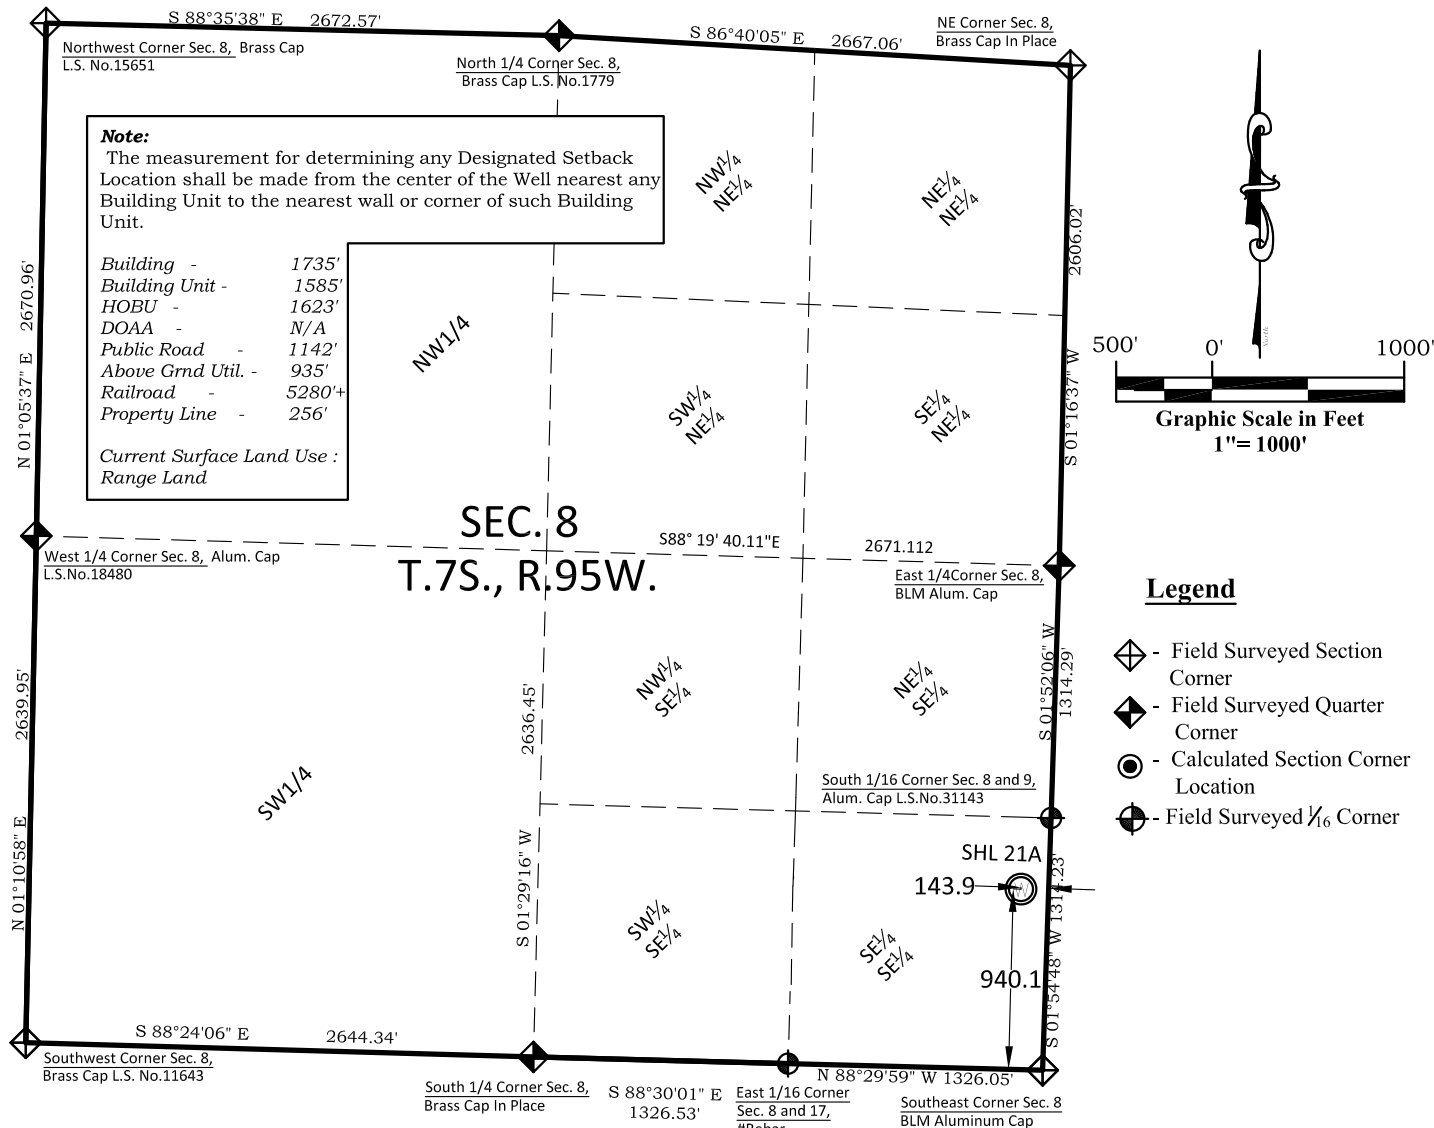 S 88°35'38" E 2672.57'
S 86°40'05" E 2667.06'
NE Corner Sec. 8,
Brass Cap In Place
Northwest Corner Sec. 8, Brass Cap
L.S. No.15651
North 1/4 Corner Sec. 8,
Brass Cap L.S. No.1779
Note:
The measurement for determining any Designated Setback
Location shall be made from the center of the Well nearest any
Building Unit to the nearest wall or corner of such Building
Unit.
Building - 1735'
Building Unit - 1585'
HOBU - 1623'
DOAA - N/A
Public Road - 1142'
Above Grnd Util. - 935'
Railroad - 5280'+
Property Line - 256'
Current Surface Land Use :
Range Land
NW¼
NE¼
NE¼
NE¼
N 01°05'37" E 2670.96'
NW1/4
SW¼
NE¼
SE¼
NE¼
S 01°16'37" W 2606.02'
North
500' 0' 1000'
Graphic Scale in Feet
1"= 1000'
SEC. 8
T.7S., R.95W.
S88° 19' 40.11"E 2671.112
West 1/4 Corner Sec. 8, Alum. Cap
L.S.No.18480
East 1/4Corner Sec. 8,
BLM Alum. Cap
Legend
- Field Surveyed Section
Corner
- Field Surveyed Quarter
Corner
- Calculated Section Corner
Location
- Field Surveyed 1/16 Corner
N 01°10'58" E 2639.95'
SW1/4
S 01°29'16" W 2636.45'
NW¼
SE¼
NE¼
SE¼
S 01°52'06" W
1314.29'
South 1/16 Corner Sec. 8 and 9,
Alum. Cap L.S.No.31143
SHL 21A
143.9
940.1
SW¼
SE¼
SE¼
SE¼
S 01°54'48" W 1314.23'
S 88°24'06" E 2644.34'
Southwest Corner Sec. 8,
Brass Cap L.S. No.11643
South 1/4 Corner Sec. 8,
Brass Cap In Place
S 88°30'01" E
1326.53'
East 1/16 Corner
Sec. 8 and 17,
#Rebar
N 88°29'59" W 1326.05'
Southeast Corner Sec. 8
BLM Aluminum Cap